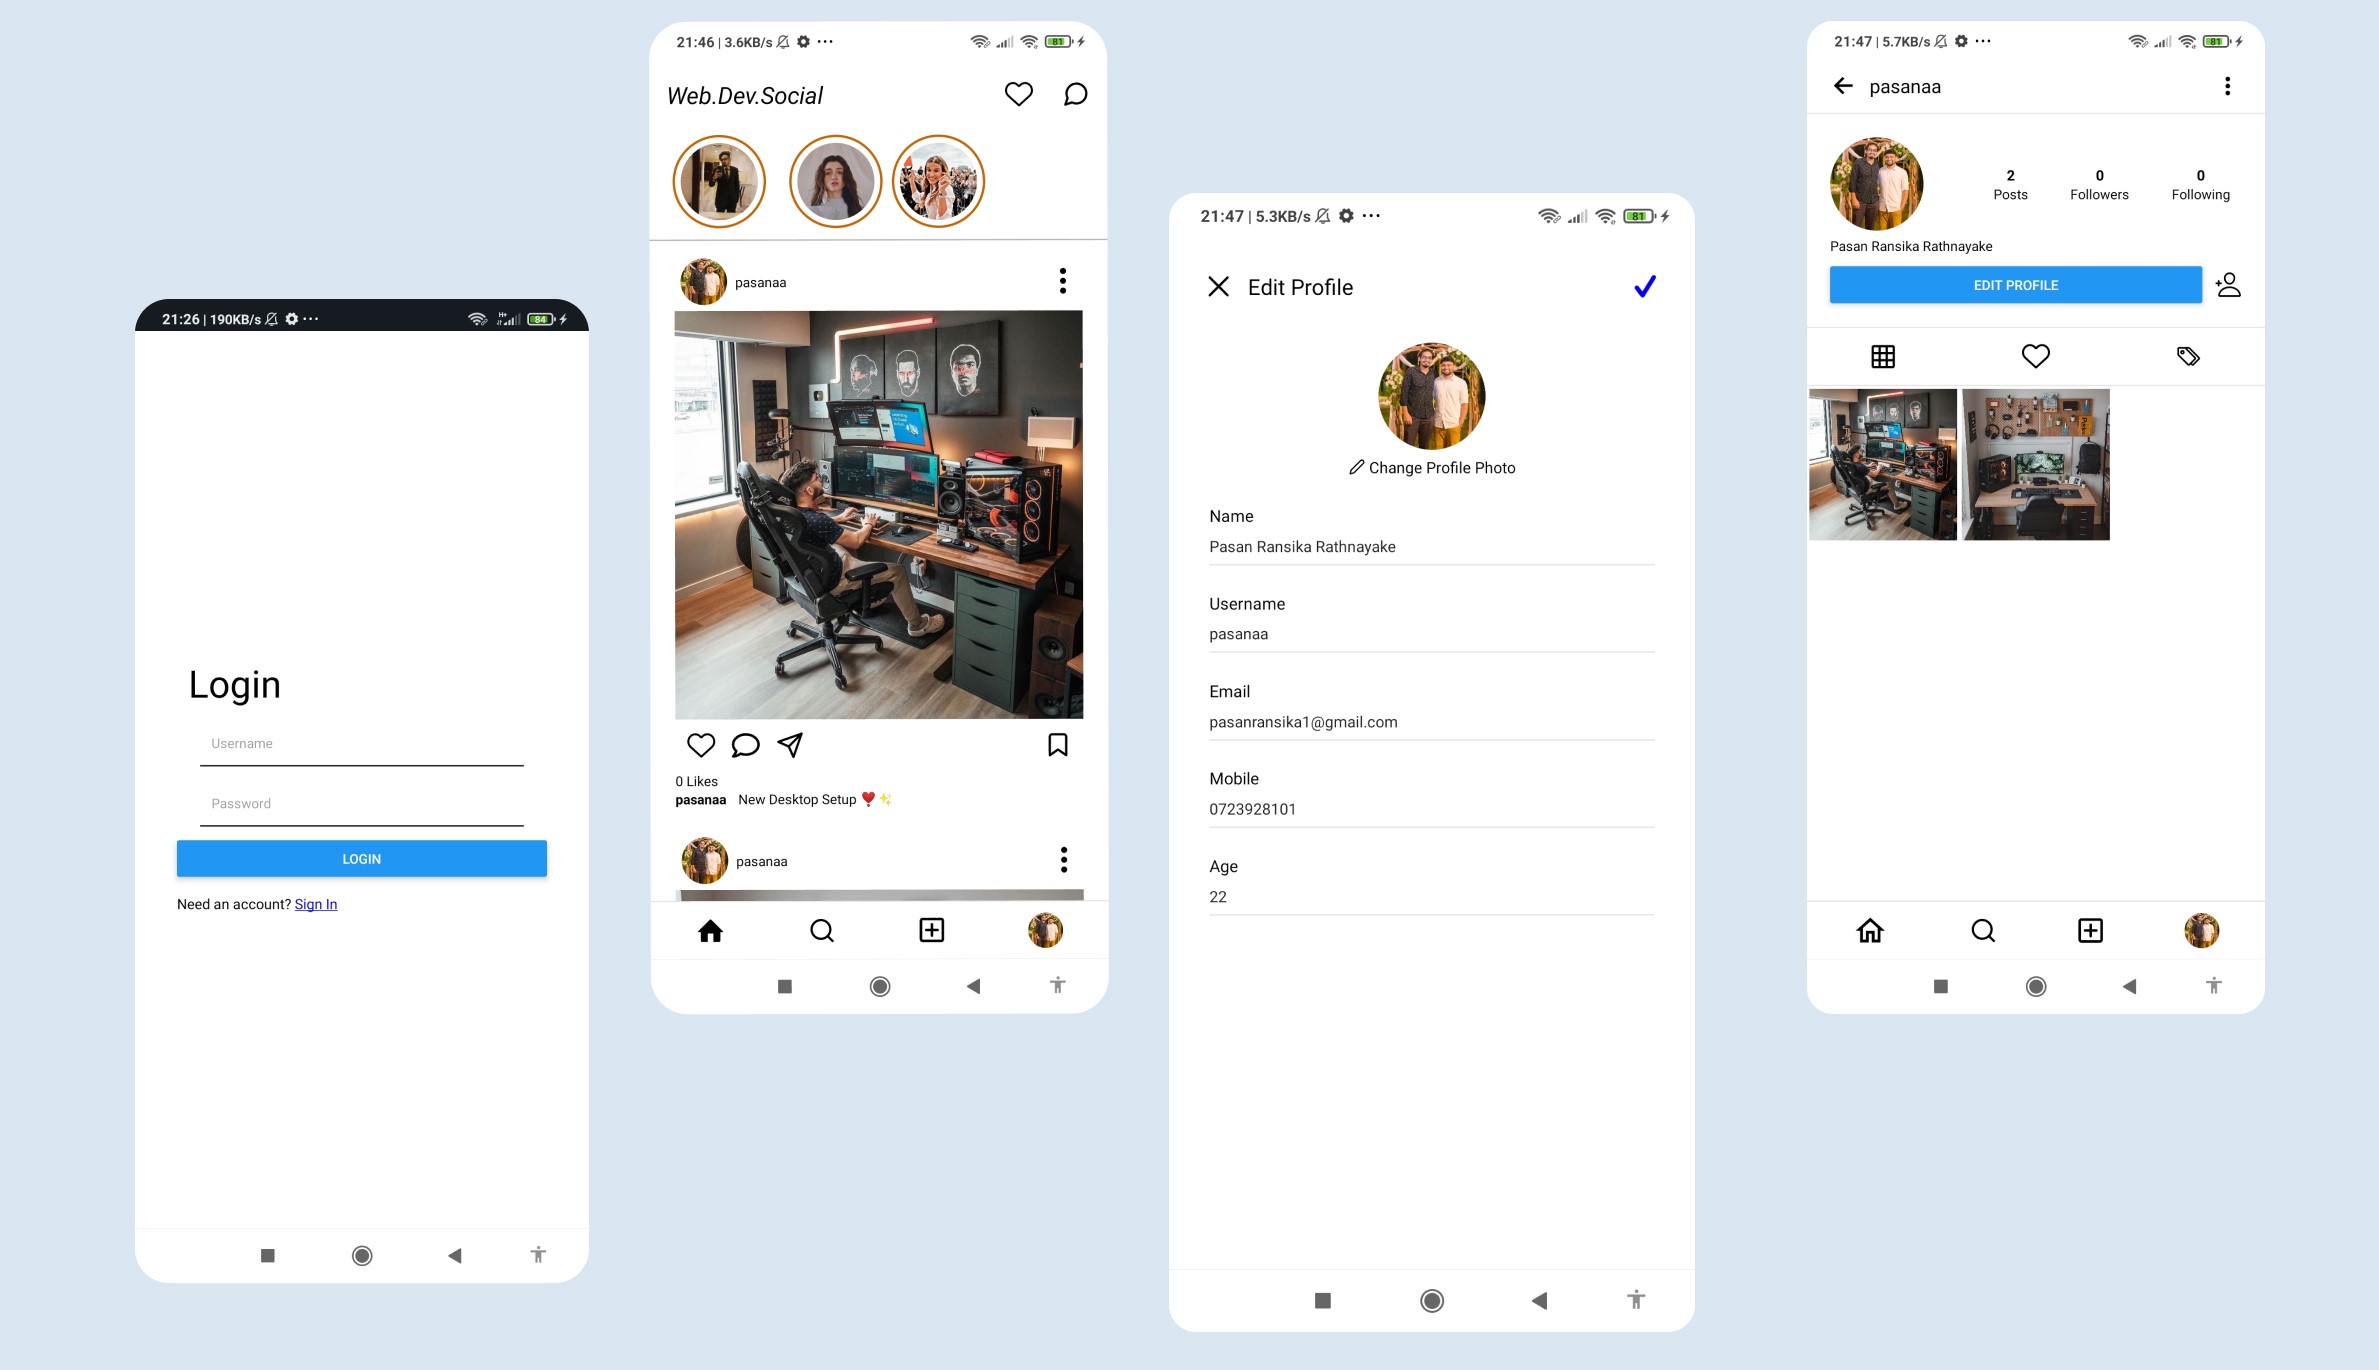 21:26 | 190KB/s
84
Login
Username
Password
LOGIN
Need an account? Sign In
21:46 | 3.6KB/s
81
Web.Dev.Social
pasanaa
0 Likes
pasanaa New Desktop Setup ❣️✨
pasanaa
21:47 | 5.3KB/s
81
Edit Profile
Change Profile Photo
Name
Pasan Ransika Rathnayake
Username
pasanaa
Email
pasanransika1@gmail.com
Mobile
0723928101
Age
22
21:47 | 5.7KB/s
81
pasanaa
2 0 0
Posts Followers Following
Pasan Ransika Rathnayake
EDIT PROFILE